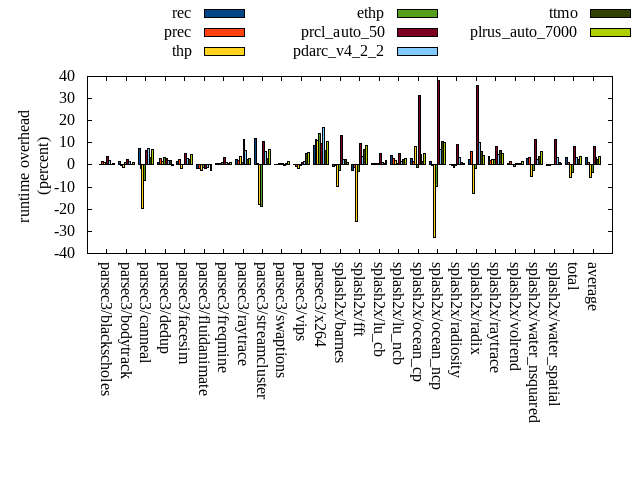 rec ethp ttmo
prec prcl_auto_50 plrus_auto_7000
thp pdarc_v4_2_2
runtime overhead
(percent)
40
30
20
10
0
-10
-20
-30
-40
parsec3/blackscholes
parsec3/bodytrack
parsec3/canneal
parsec3/dedup
parsec3/facesim
parsec3/fluidanimate
parsec3/freqmine
parsec3/raytrace
parsec3/streamcluster
parsec3/swaptions
parsec3/vips
parsec3/x264
splash2x/barnes
splash2x/fft
splash2x/lu_cb
splash2x/lu_ncb
splash2x/ocean_cp
splash2x/ocean_ncp
splash2x/radiosity
splash2x/radix
splash2x/raytrace
splash2x/volrend
splash2x/water_nsquared
splash2x/water_spatial
total
average